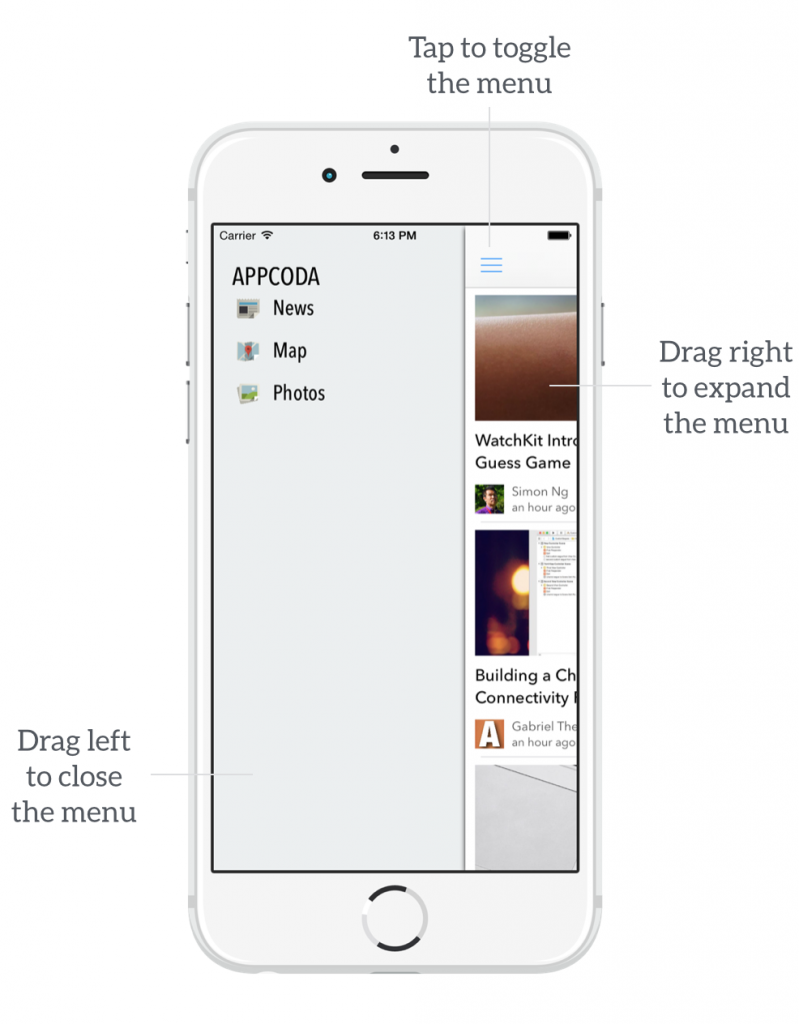 Tap to toggle
the menu
Carrier
6:13 PM
APPCODA
News
Map
Photos
Drag right
to expand
the menu
WatchKit Intro
Guess Game
Simon Ng
an hour ago
Building a Ch
Connectivity
Gabriel The
an hour ago
Drag left
to close
the menu